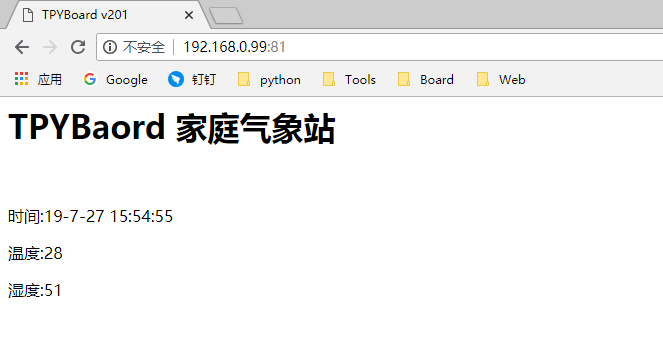 TPYBoard v201
不安全 192.168.0.99:81
应用 Google 钉钉 python Tools Board Web
TPYBaord 家庭气象站
时间:19-7-27 15:54:55
温度:28
湿度:51